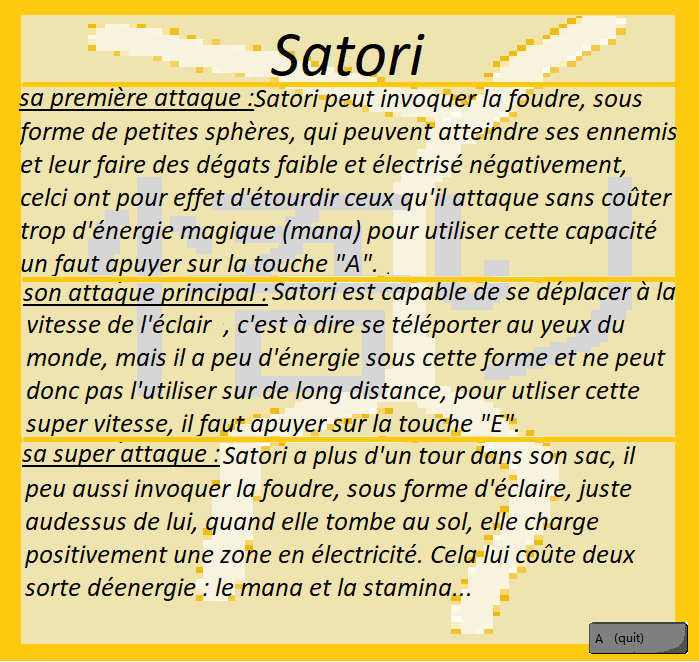 Satori
sa première attaque :Satori peut invoquer la foudre, sous
forme de petites sphères, qui peuvent atteindre ses ennemis
et leur faire des dégats faible et électrisé négativement,
celci ont pour effet d'étourdir ceux qu'il attaque sans coûter
trop d'énergie magique (mana) pour utiliser cette capacité
un faut apuyer sur la touche "A". .
son attaque principal : Satori est capable de se déplacer à la
vitesse de l'éclair , c'est à dire se téléporter au yeux du
monde, mais il a peu d'énergie sous cette forme et ne peut
donc pas l'utiliser sur de long distance, pour utliser cette
super vitesse, il faut apuyer sur la touche "E".
sa super attaque : Satori a plus d'un tour dans son sac, il
peu aussi invoquer la foudre, sous forme d'éclaire, juste
audessus de lui, quand elle tombe au sol, elle charge
positivement une zone en électricité. Cela lui coûte deux
sorte déenergie : le mana et la stamina...
A (quit)
悟り